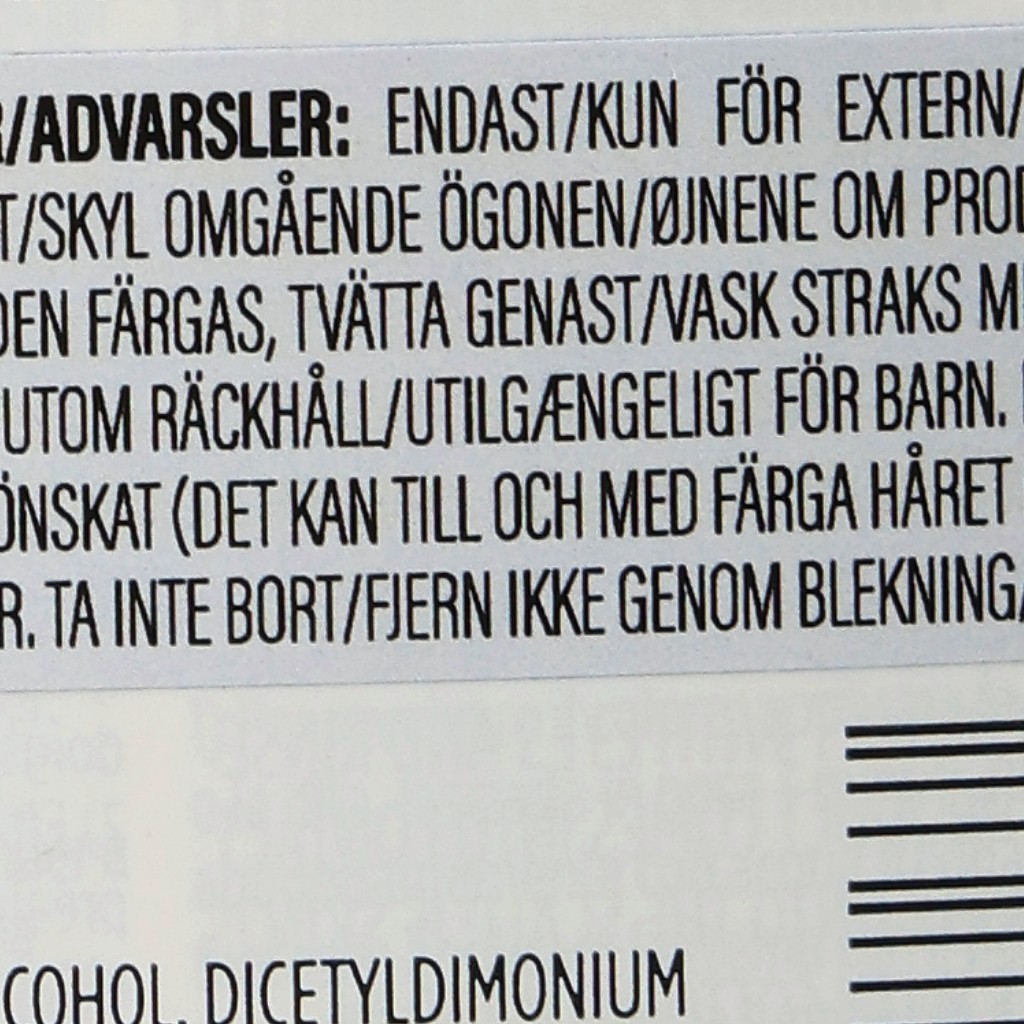 R/ADVARSLER: ENDAST/KUN FÖR EXTERN/
T/SKYL OMGÅENDE ÖGONEN/ØJNENE OM PROD
DEN FÄRGAS, TVÄTTA GENAST/VASK STRAKS M
UTOM RÄCKHÅLL/UTILGÆNGELIGT FÖR BARN.
ÖNSKAT (DET KAN TILL OCH MED FÄRGA HÅRET
R. TA INTE BORT/FJERN IKKE GENOM BLEKNING/
COHOL, DICETYLDIMONIUM